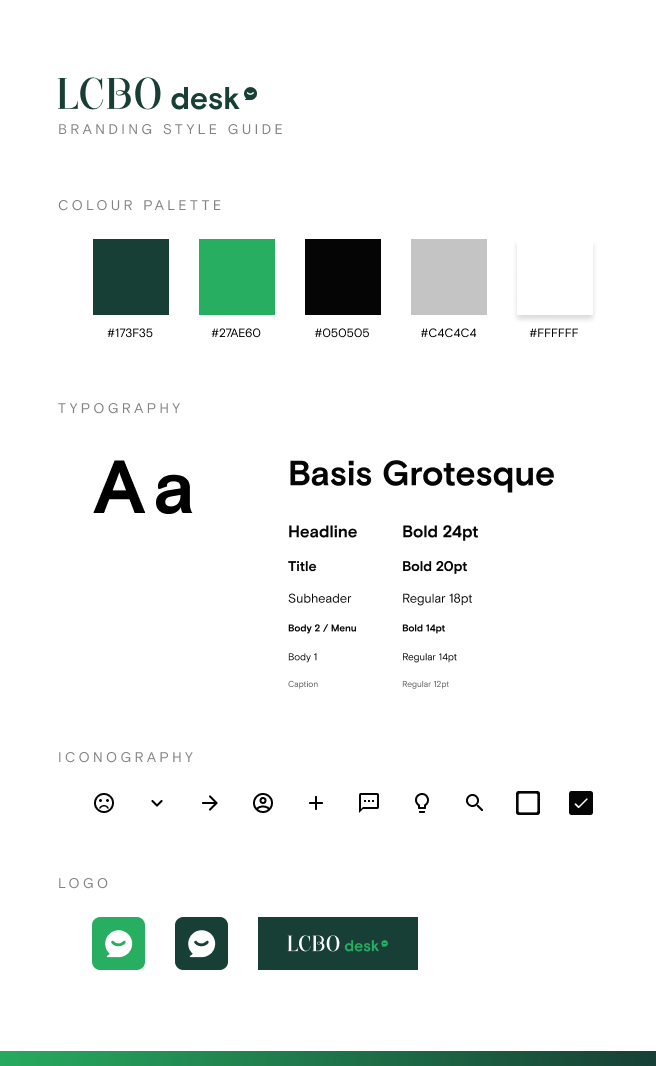 LCBO desk
BRANDING STYLE GUIDE
COLOUR PALETTE
#173F35 #27AE60 #050505 #C4C4C4 #FFFFFF
TYPOGRAPHY
Aa
Basis Grotesque
Headline Bold 24pt
Title Bold 20pt
Subheader Regular 18pt
Body 2 / Menu Bold 14pt
Body 1 Regular 14pt
Caption Regular 12pt
ICONOGRAPHY
LOGO
LCBO desk